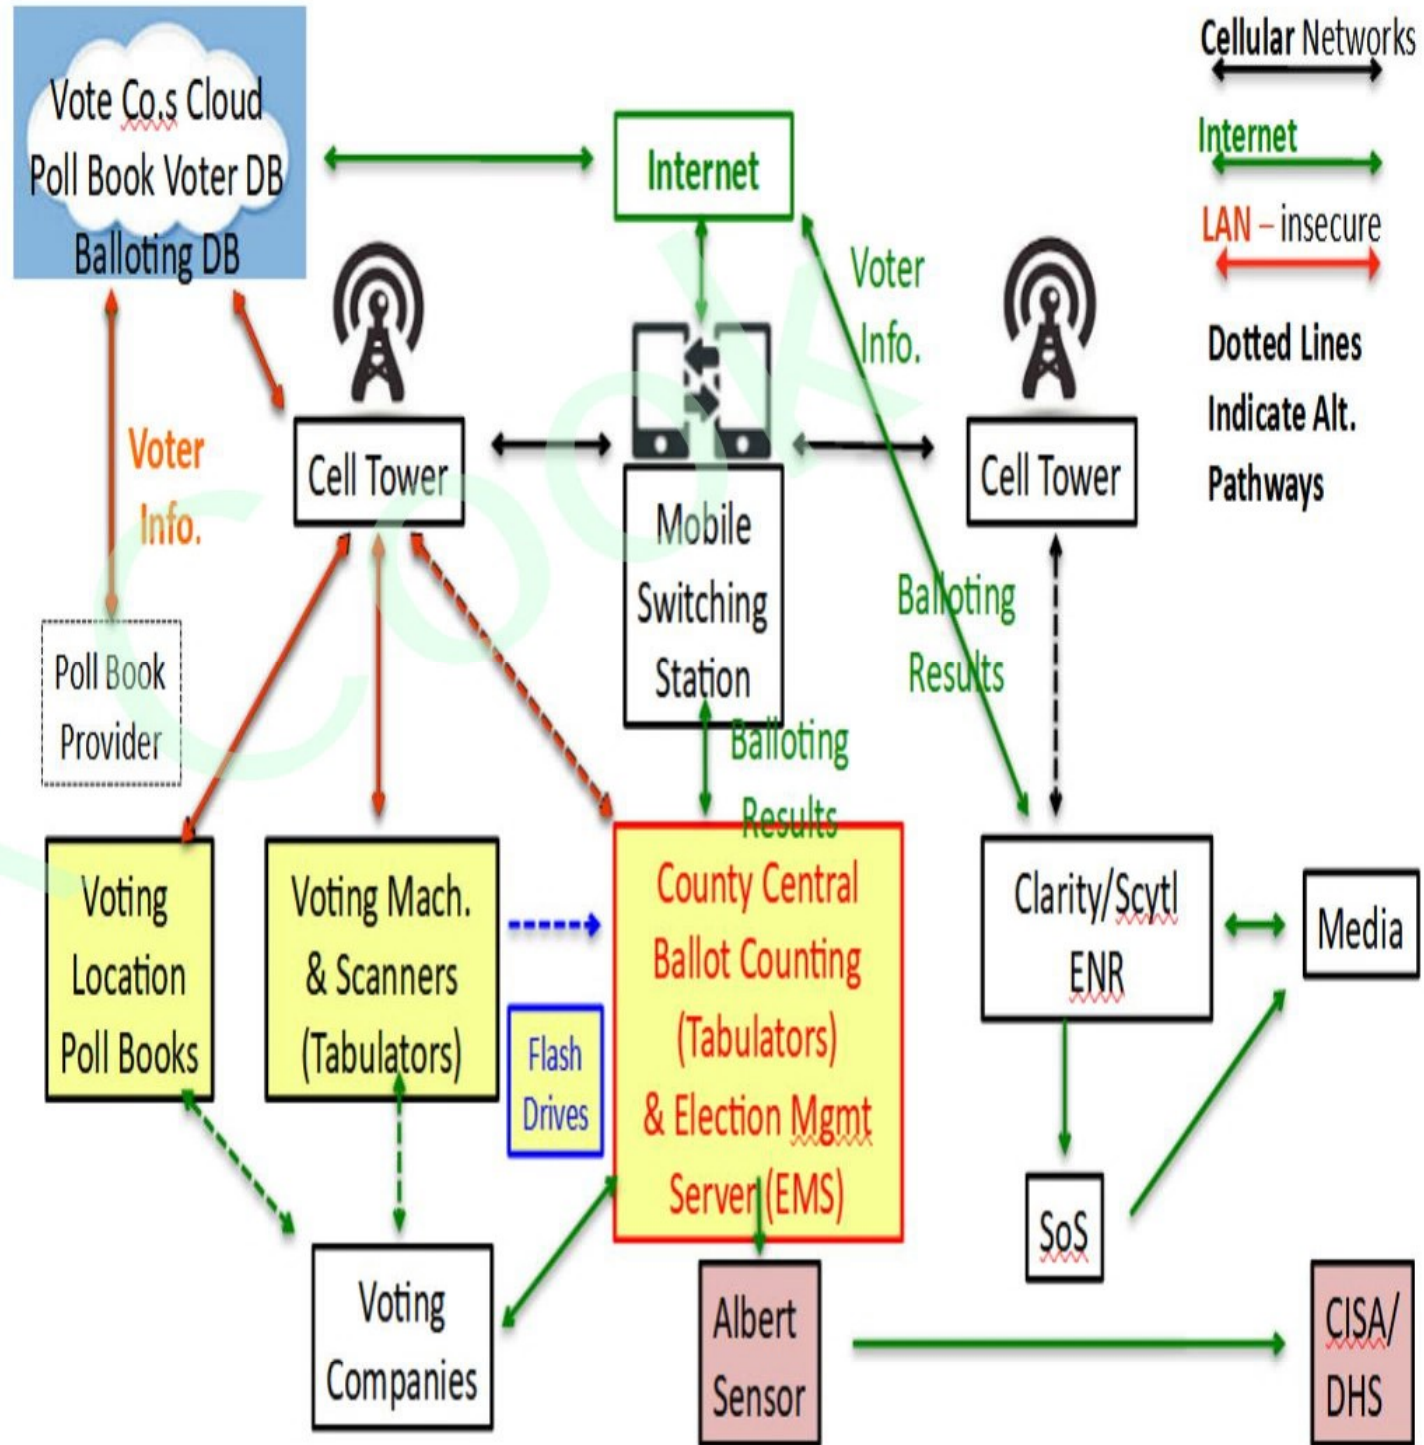 Vote Co.s Cloud
Poll Book Voter DB
Balloting DB
Internet
Cellular Networks
Internet
LAN – insecure
Dotted Lines
Indicate Alt.
Pathways
Voter
Info.
Voter
Info.
Cell Tower
Mobile
Switching
Station
Cell Tower
Balloting
Results
Balloting
Results
Poll Book
Provider
Voting
Location
Poll Books
Voting Mach.
& Scanners
(Tabulators)
Flash
Drives
County Central
Ballot Counting
(Tabulators)
& Election Mgmt
Server (EMS)
Clarity/Scytl
ENR
Media
SoS
Voting
Companies
Albert
Sensor
CISA/
DHS
Cook